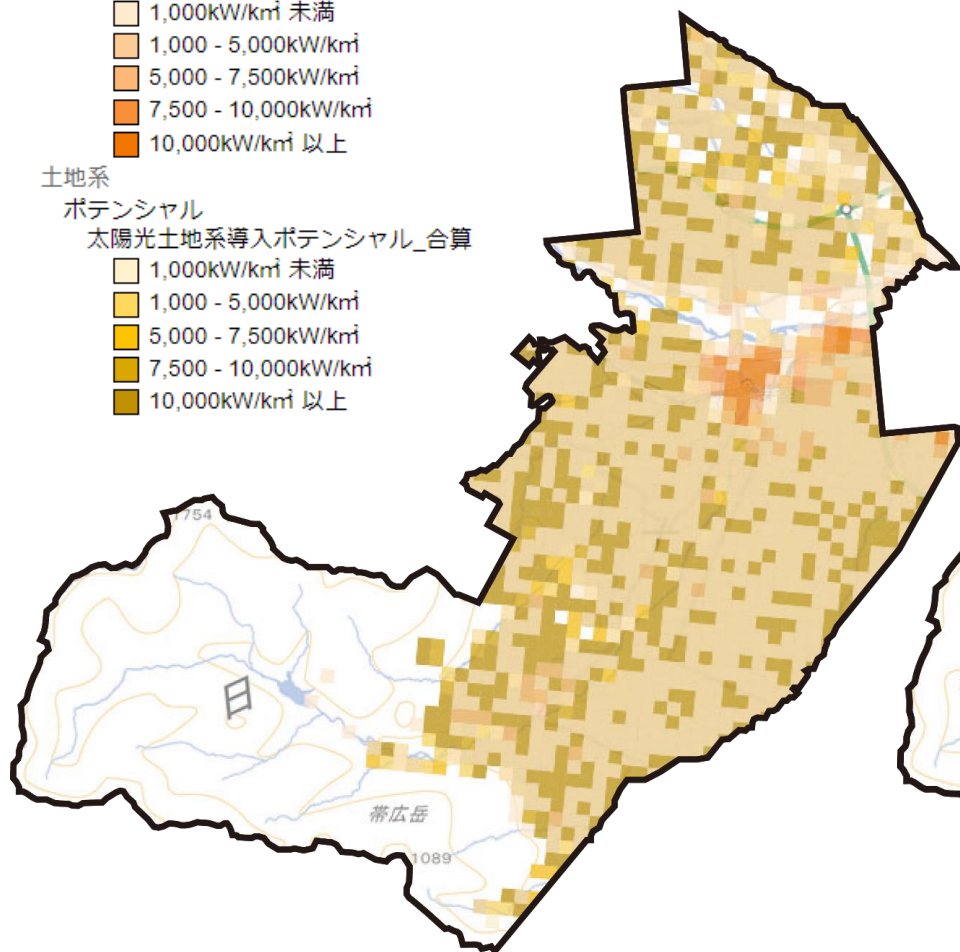 1,000kW/k㎡ 未満
1,000 - 5,000kW/k㎡
5,000 - 7,500kW/k㎡
7,500 - 10,000kW/k㎡
10,000kW/k㎡ 以上
土地系
ポテンシャル
太陽光土地系導入ポテンシャル_合算
1,000kW/k㎡ 未満
1,000 - 5,000kW/k㎡
5,000 - 7,500kW/k㎡
7,500 - 10,000kW/k㎡
10,000kW/k㎡ 以上
1754
帯広岳
1089